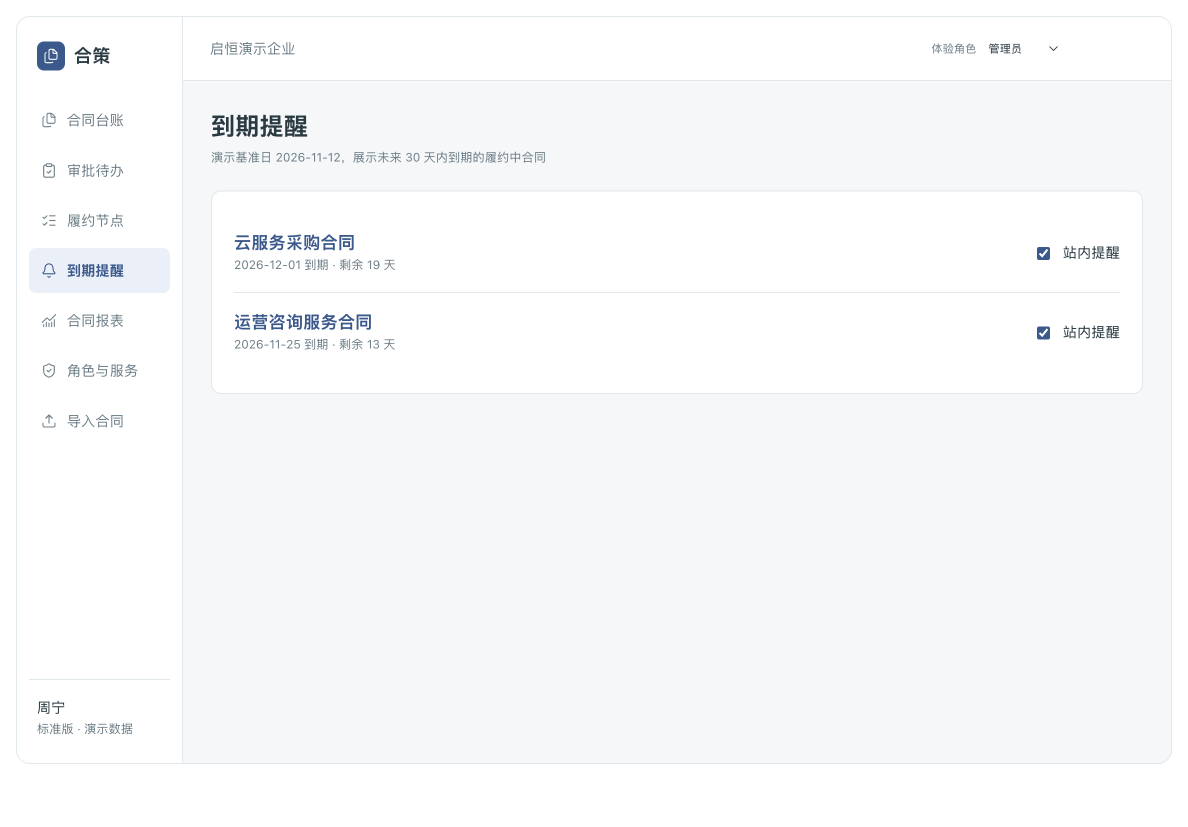 合策
合同台账
审批待办
履约节点
到期提醒
合同报表
角色与服务
导入合同
周宁
标准版 · 演示数据
启恒演示企业
体验角色 管理员
到期提醒
演示基准日 2026-11-12，展示未来 30 天内到期的履约中合同
云服务采购合同
2026-12-01 到期 · 剩余 19 天
站内提醒
运营咨询服务合同
2026-11-25 到期 · 剩余 13 天
站内提醒